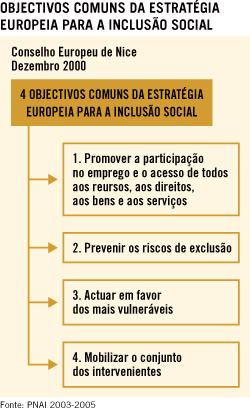 OBJECTIVOS COMUNS DA ESTRATÉGIA
EUROPEIA PARA A INCLUSÃO SOCIAL
Conselho Europeu de Nice
Dezembro 2000
4 OBJECTIVOS COMUNS DA ESTRATÉGIA
EUROPEIA PARA A INCLUSÃO SOCIAL
1. Promover a participação
no emprego e o acesso de todos
aos reursos, aos direitos,
aos bens e aos serviços
2. Prevenir os riscos de exclusão
3. Actuar em favor
dos mais vulneráveis
4. Mobilizar o conjunto
dos intervenientes
Fonte: PNAI 2003-2005